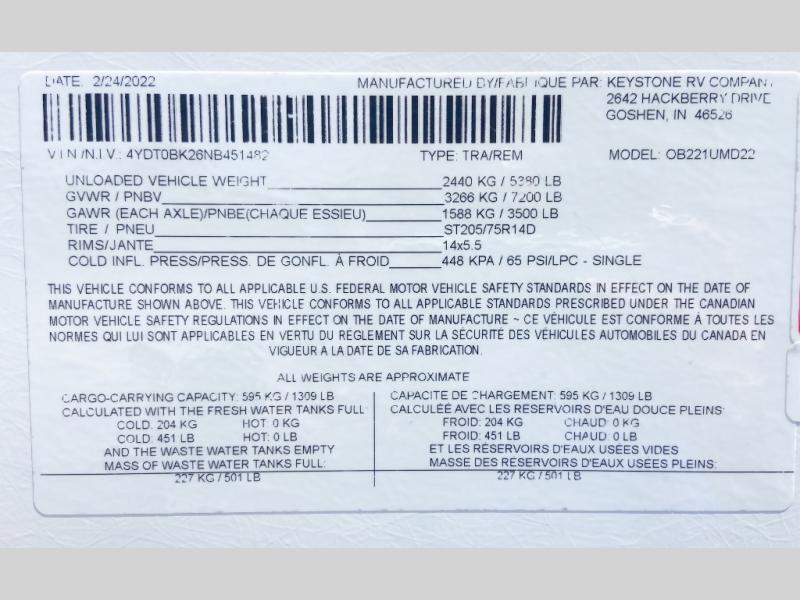 DATE: 2/24/2022 MANUFACTURED BY/FABRIQUE PAR: KEYSTONE RV COMPANY
2642 HACKBERRY DRIVE
GOSHEN, IN 46526
V.I.N./N.I.V.: 4YDT0BK26NB451482 TYPE: TRA/REM MODEL: OB221UMD22
UNLOADED VEHICLE WEIGHT 2440 KG / 5380 LB
GVWR / PNBV 3266 KG / 7200 LB
GAWR (EACH AXLE)/PNBE(CHAQUE ESSIEU) 1588 KG / 3500 LB
TIRE / PNEU ST205/75R14D
RIMS/JANTE 14x5.5
COLD INFL. PRESS/PRESS. DE GONFL. À FROID 448 KPA / 65 PSI/LPC - SINGLE
THIS VEHICLE CONFORMS TO ALL APPLICABLE U.S. FEDERAL MOTOR VEHICLE SAFETY STANDARDS IN EFFECT ON THE DATE OF
MANUFACTURE SHOWN ABOVE. THIS VEHICLE CONFORMS TO ALL APPLICABLE STANDARDS PRESCRIBED UNDER THE CANADIAN
MOTOR VEHICLE SAFETY REGULATIONS IN EFFECT ON THE DATE OF MANUFACTURE ~ CE VÉHICULE EST CONFORME À TOUTES LES
NORMES QUI LUI SONT APPLICABLES EN VERTU DU REGLEMENT SUR LA SÉCURITÉ DES VÉHICULES AUTOMOBILES DU CANADA EN
VIGUEUR A LA DATE DE SA FABRICATION.
ALL WEIGHTS ARE APPROXIMATE
CARGO-CARRYING CAPACITY: 595 KG / 1309 LB
CALCULATED WITH THE FRESH WATER TANKS FULL:
COLD: 204 KG HOT: 0 KG
COLD: 451 LB HOT: 0 LB
AND THE WASTE WATER TANKS EMPTY
MASS OF WASTE WATER TANKS FULL:
227 KG / 501 LB
CAPACITE DE CHARGEMENT: 595 KG / 1309 LB
CALCULÉE AVEC LES RESERVOIRS D'EAU DOUCE PLEINS:
FROID: 204 KG CHAUD: 0 KG
FROID: 451 LB CHAUD: 0 LB
ET LES RÉSERVOIRS D'EAUX USÉES VIDES
MASSE DES RÉSERVOIRS D'EAUX USÉES PLEINS:
227 KG / 501 LB